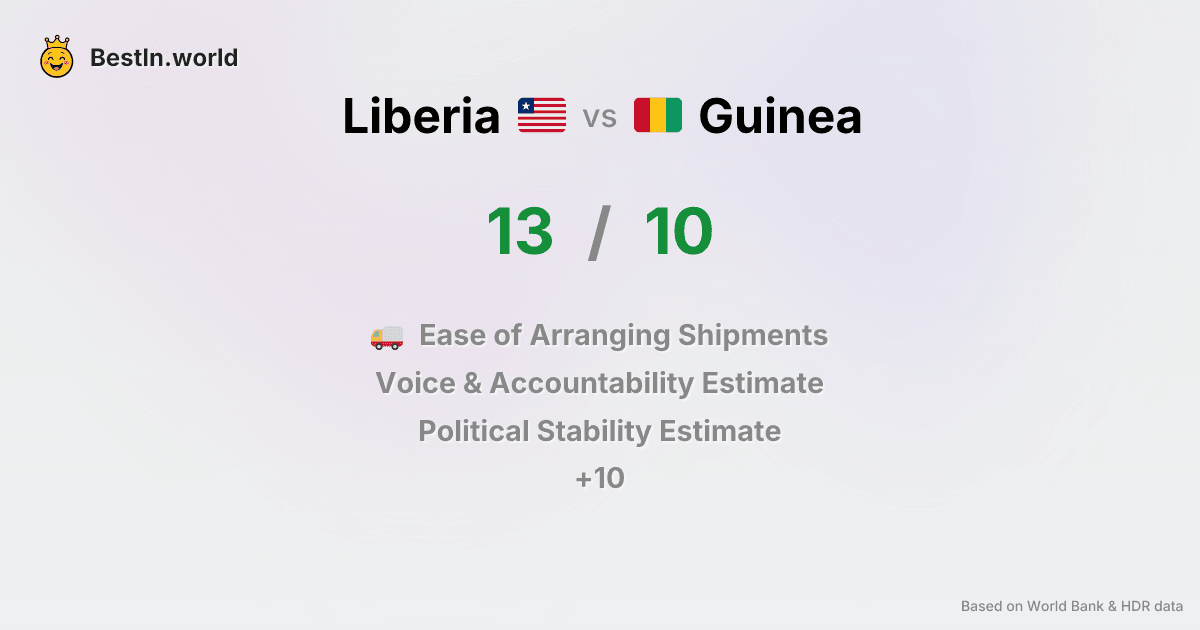 BestIn.world
Liberia vs Guinea
13 / 10
Ease of Arranging Shipments
Voice & Accountability Estimate
Political Stability Estimate
+10
Based on World Bank & HDR data